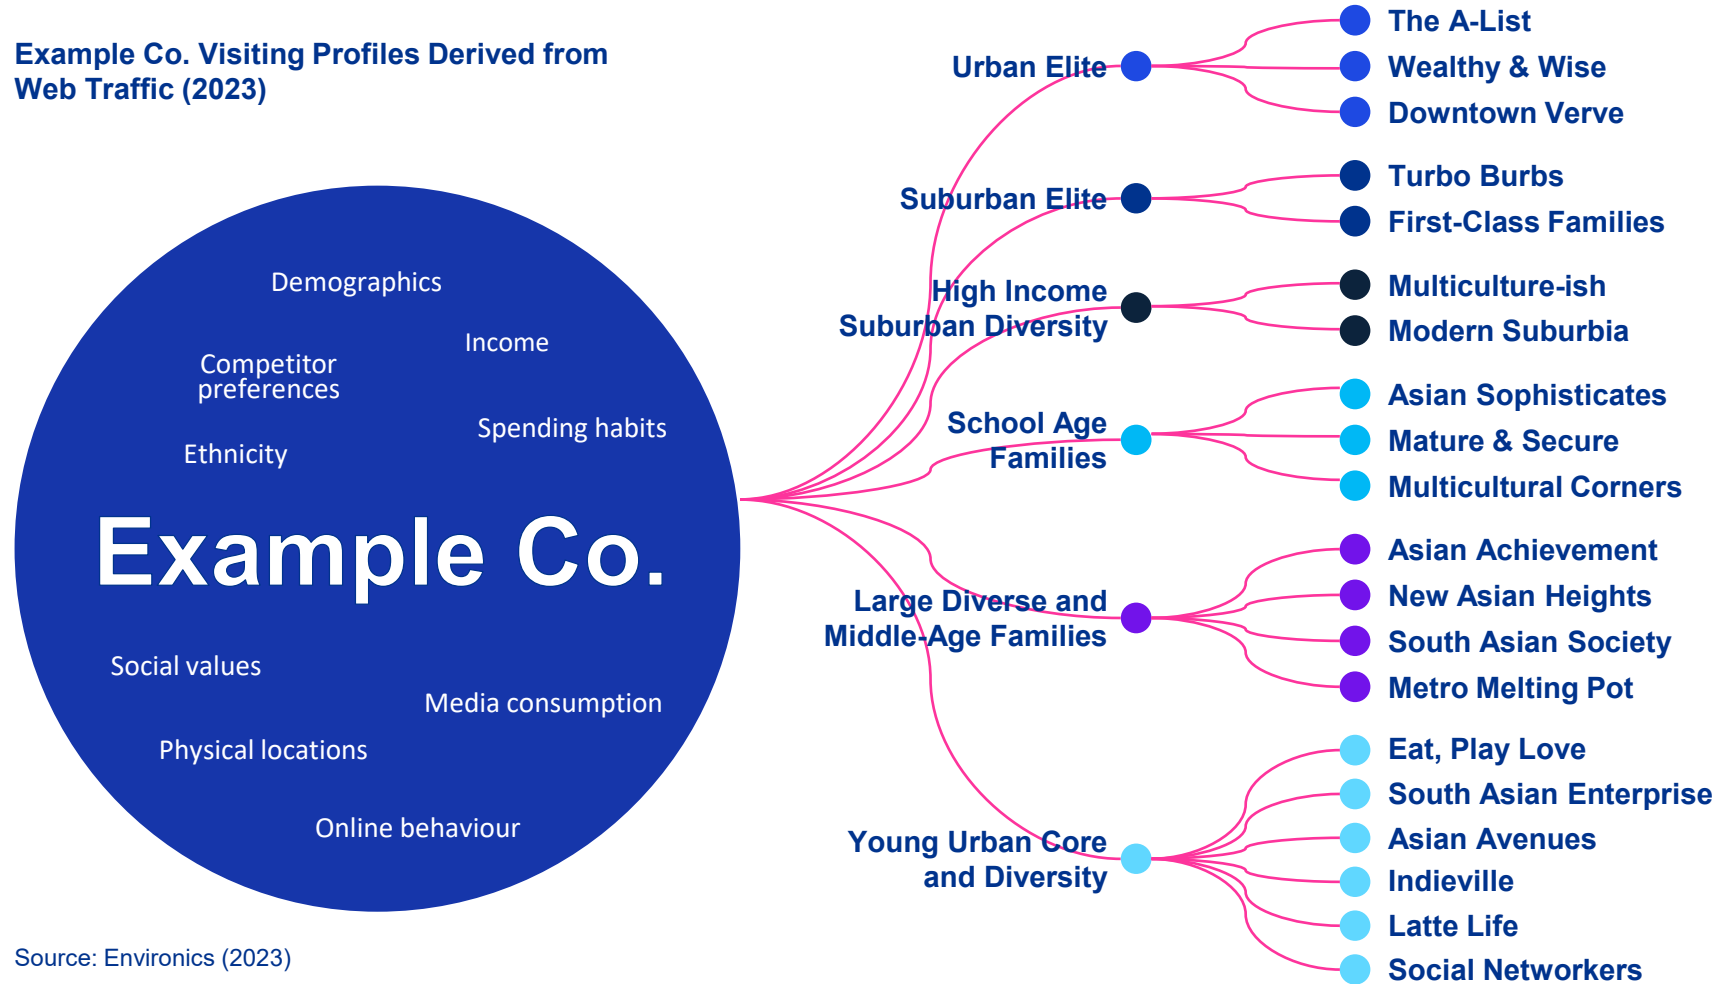 Example Co. Visiting Profiles Derived from
Web Traffic (2023)
Demographics
Income
Competitor
preferences
Spending habits
Ethnicity
Example Co.
Social values
Media consumption
Physical locations
Online behaviour
Source: Environics (2023)
Urban Elite
The A-List
Wealthy & Wise
Downtown Verve
Suburban Elite
Turbo Burbs
First-Class Families
High Income
Suburban Diversity
Multiculture-ish
Modern Suburbia
School Age
Families
Asian Sophisticates
Mature & Secure
Multicultural Corners
Large Diverse and
Middle-Age Families
Asian Achievement
New Asian Heights
South Asian Society
Metro Melting Pot
Young Urban Core
and Diversity
Eat, Play Love
South Asian Enterprise
Asian Avenues
Indieville
Latte Life
Social Networkers